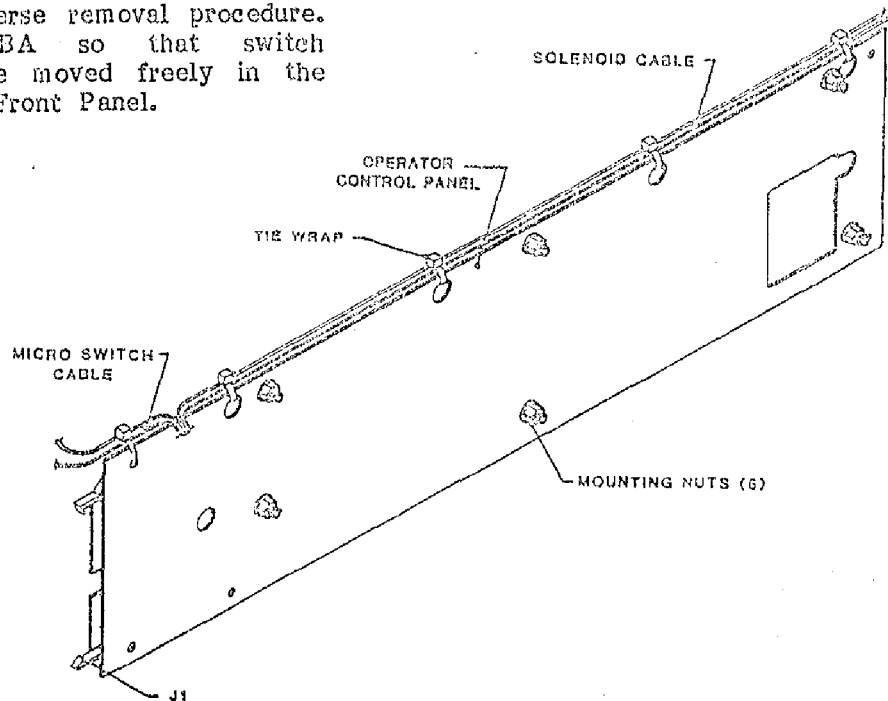 erse removal procedure.
BA so that switch
e moved freely in the
Front Panel.
SOLENOID CABLE
OPERATOR
CONTROL PANEL
TIE WRAP
MICRO SWITCH
CABLE
MOUNTING NUTS (6)
J1